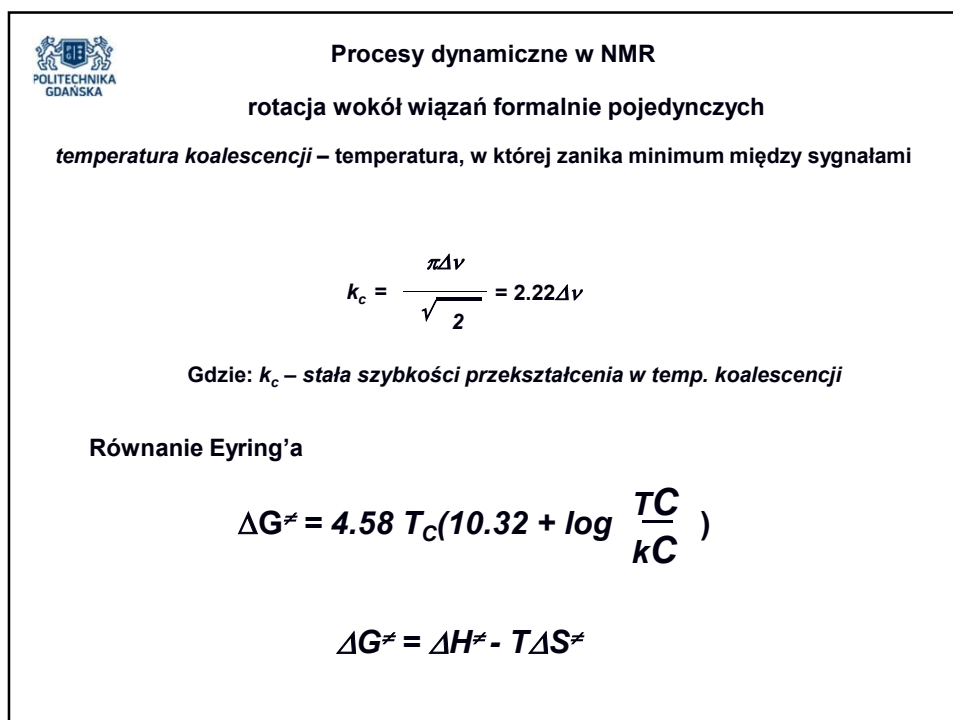 POLITECHNIKA
GDAŃSKA
Procesy dynamiczne w NMR
rotacja wokół wiązań formalnie pojedynczych
temperatura koalescencji – temperatura, w której zanika minimum między sygnałami
k_c = πΔν / √2 = 2.22Δν
Gdzie: k_c – stała szybkości przekształcenia w temp. koalescencji
Równanie Eyring'a
ΔG≠ = 4.58 T_C(10.32 + log TC / kC )
ΔG≠ = ΔH≠ - TΔS≠